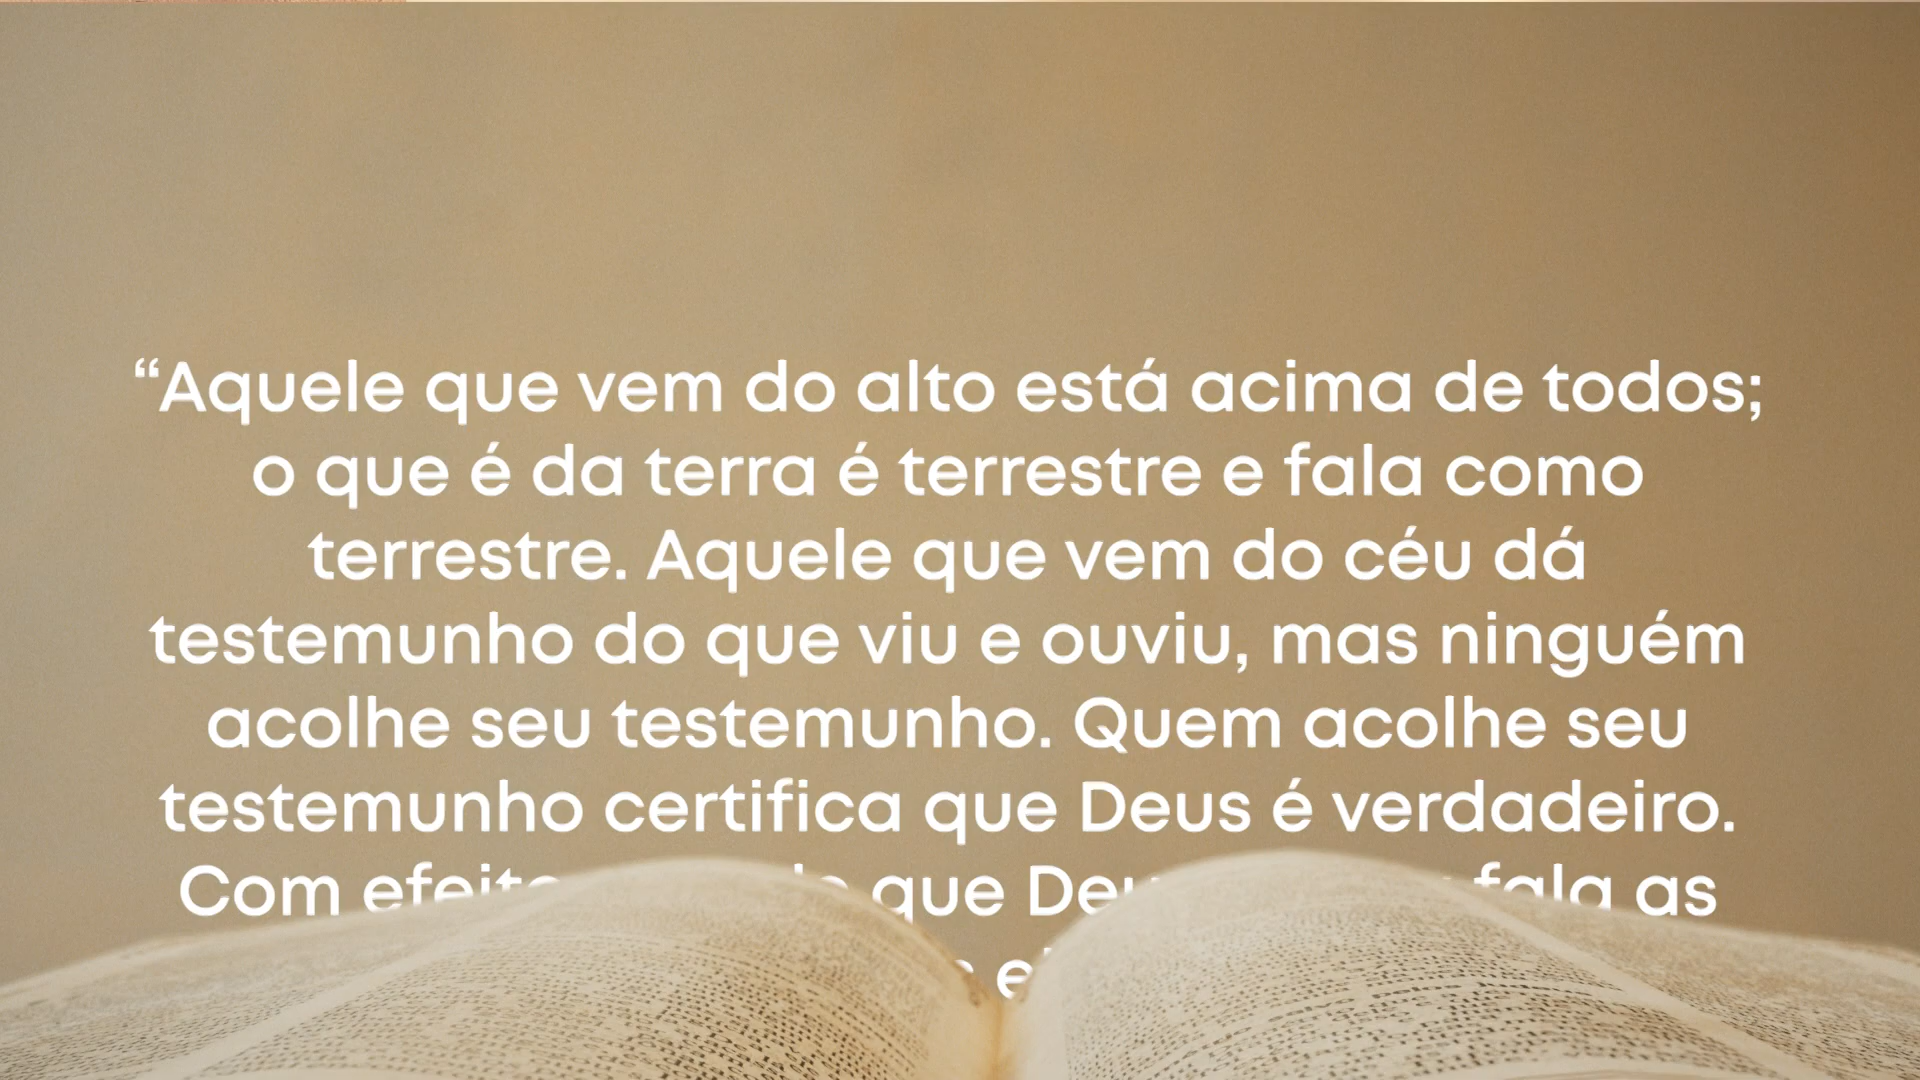 “Aquele que vem do alto está acima de todos;
o que é da terra é terrestre e fala como
terrestre. Aquele que vem do céu dá
testemunho do que viu e ouviu, mas ninguém
acolhe seu testemunho. Quem acolhe seu
testemunho certifica que Deus é verdadeiro.
Com que fala as